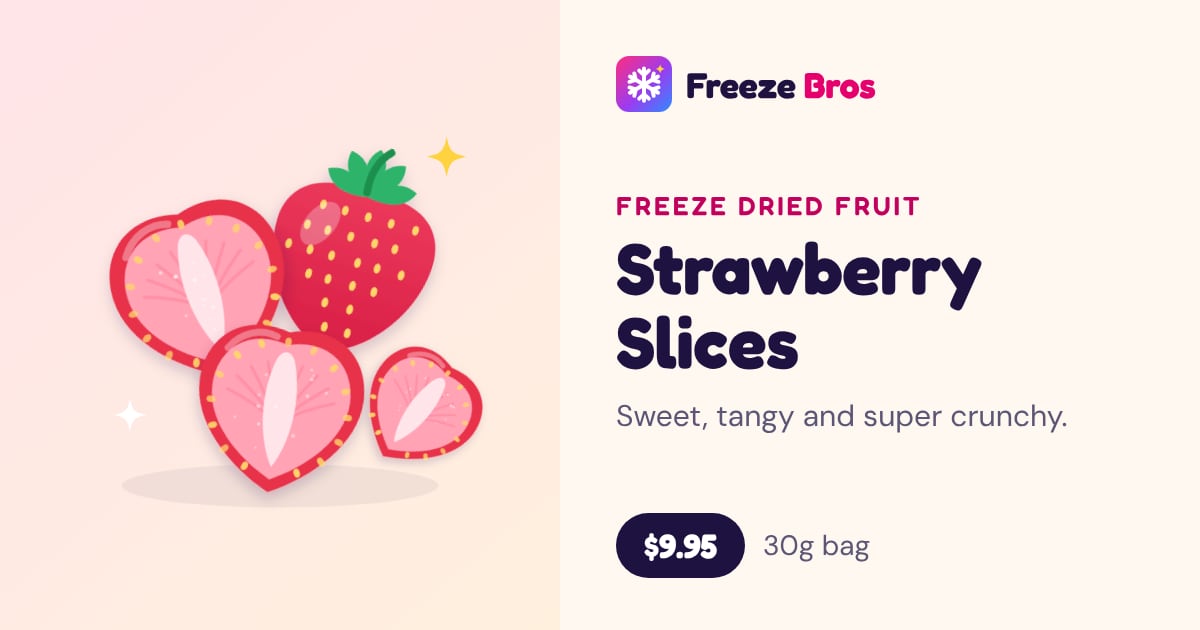 Freeze Bros
FREEZE DRIED FRUIT
Strawberry
Slices
Sweet, tangy and super crunchy.
$9.95 30g bag